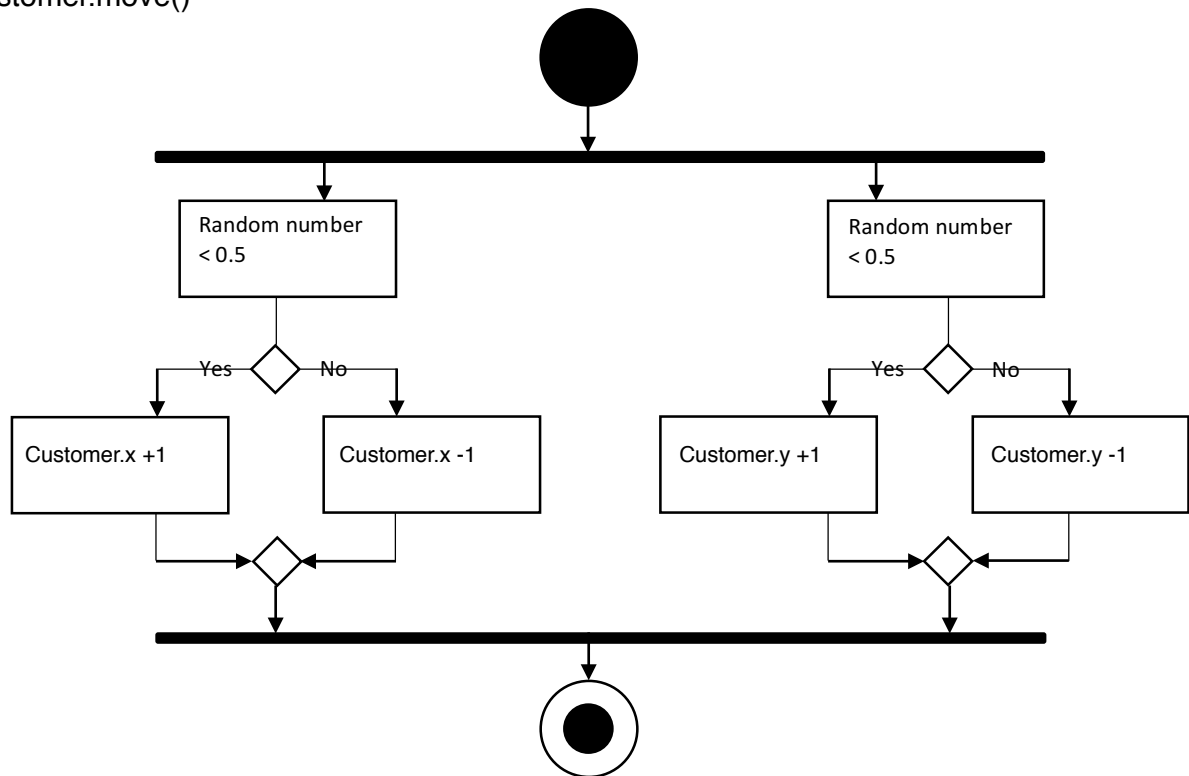 stomer.move()
Random number
< 0.5
Random number
< 0.5
Yes
No
Yes
No
Customer.x +1
Customer.x -1
Customer.y +1
Customer.y -1